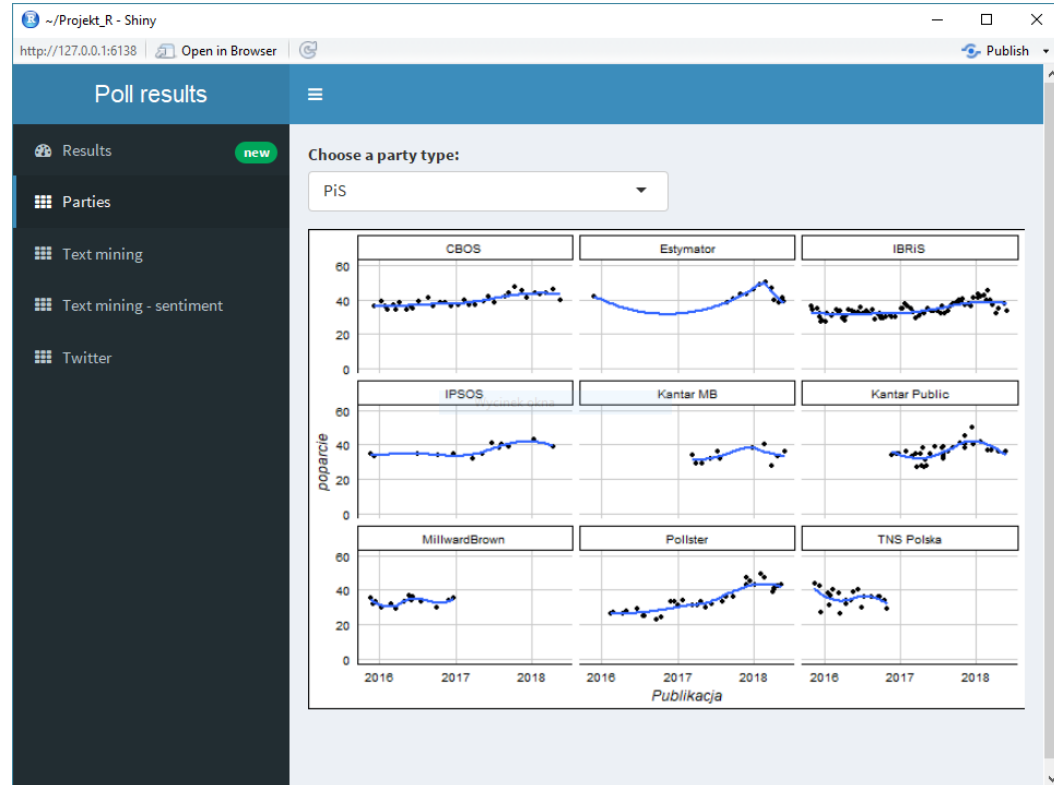 ~/Projekt_R - Shiny
http://127.0.0.1:6138 Open in Browser Publish
Poll results
Results new
Parties
Text mining
Text mining - sentiment
Twitter
Choose a party type:
PiS
CBOS Estymator IBRiS
60
40
20
0
IPSOS Kantar MB Kantar Public
Wycinek okna
60
40
20
0
MillwardBrown Pollster TNS Polska
60
40
20
0
poparcie
2016 2017 2018 2016 2017 2018 2016 2017 2018
Publikacja